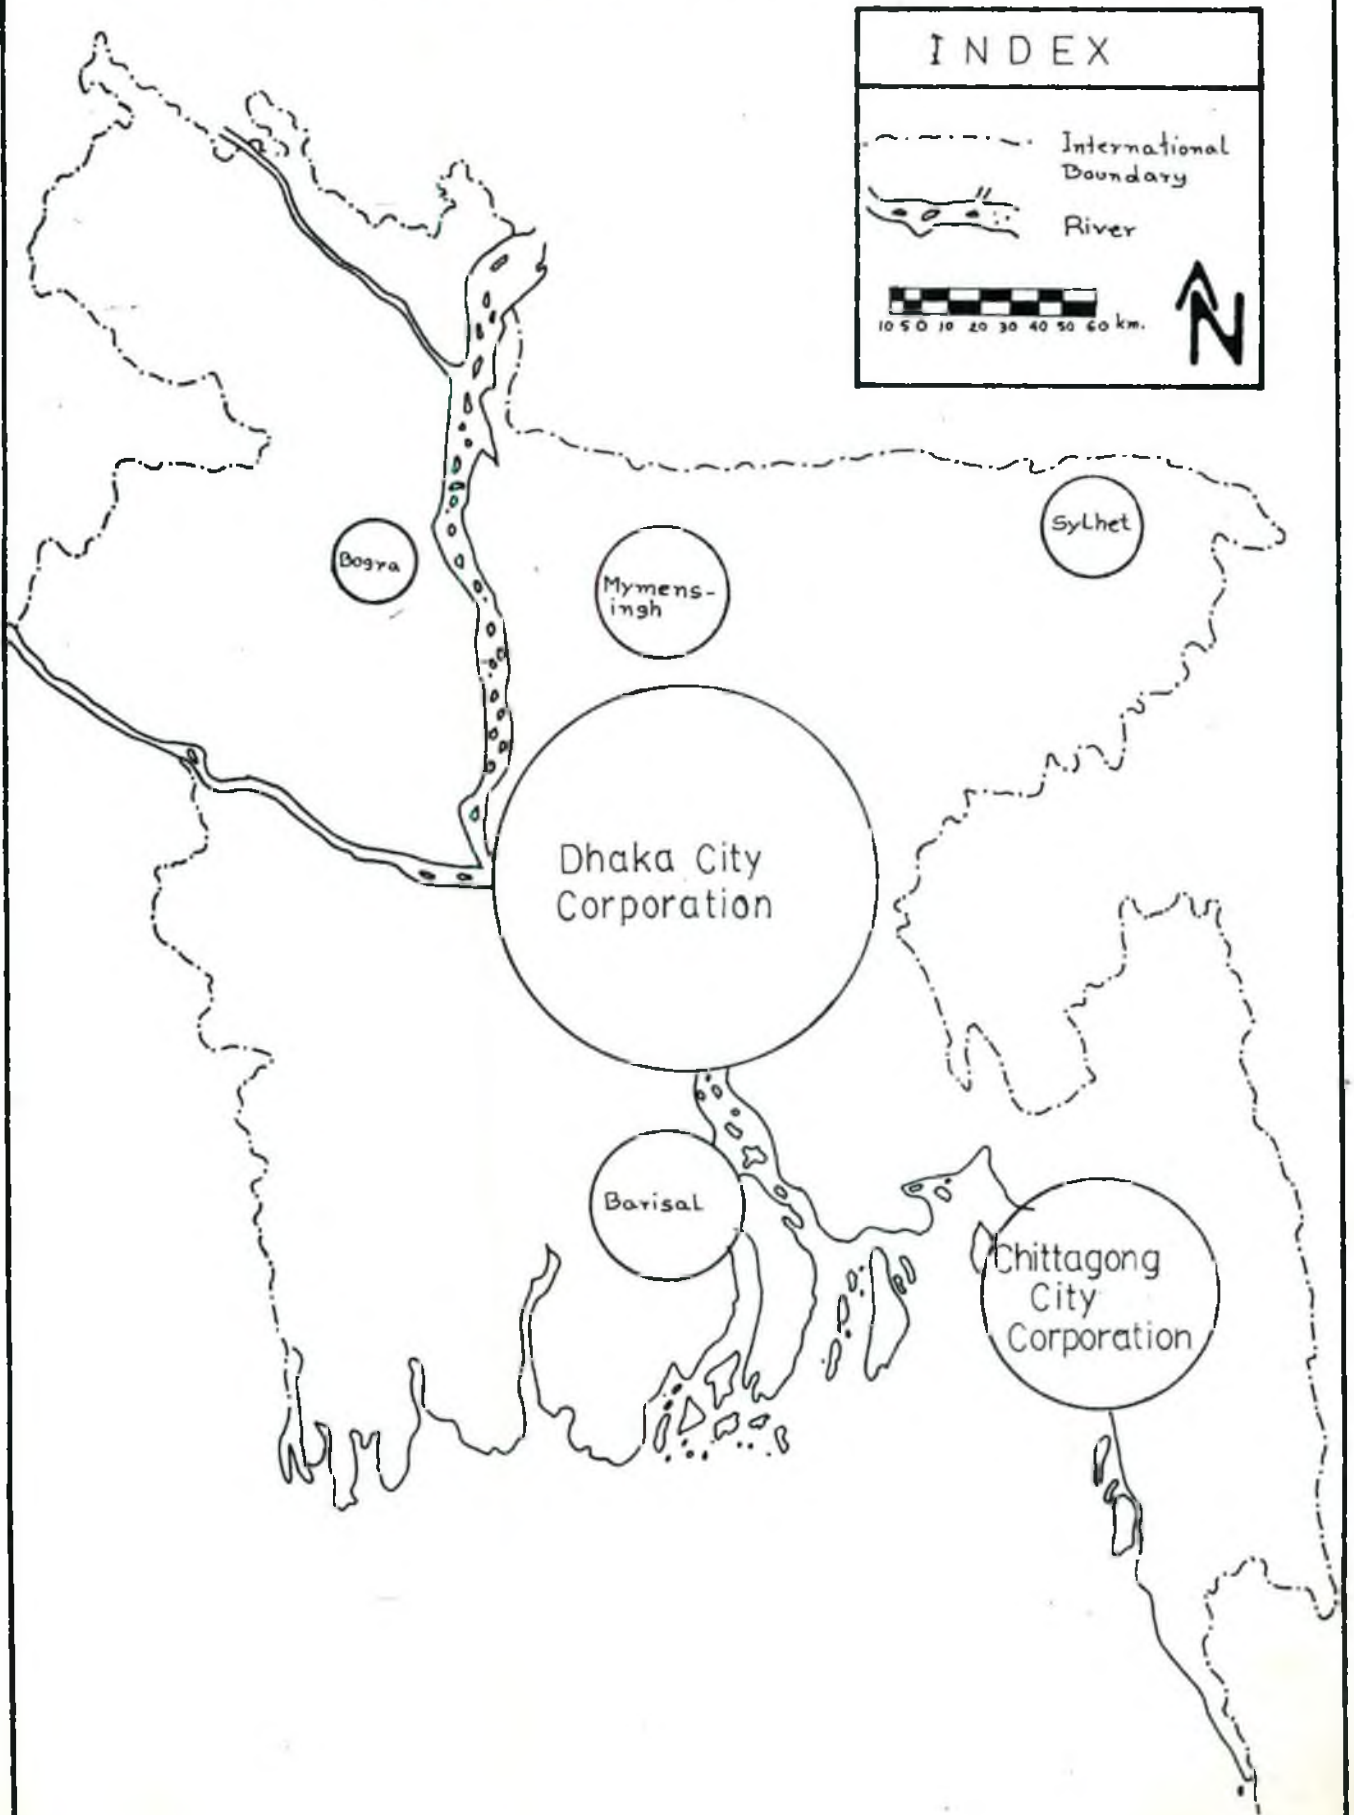 INDEX
International
Boundary
River
10 5 0 10 20 30 40 50 60 km.
N
Sylhet
Bogra
Mymens-
ingh
Dhaka City
Corporation
Barisal
Chittagong
City
Corporation